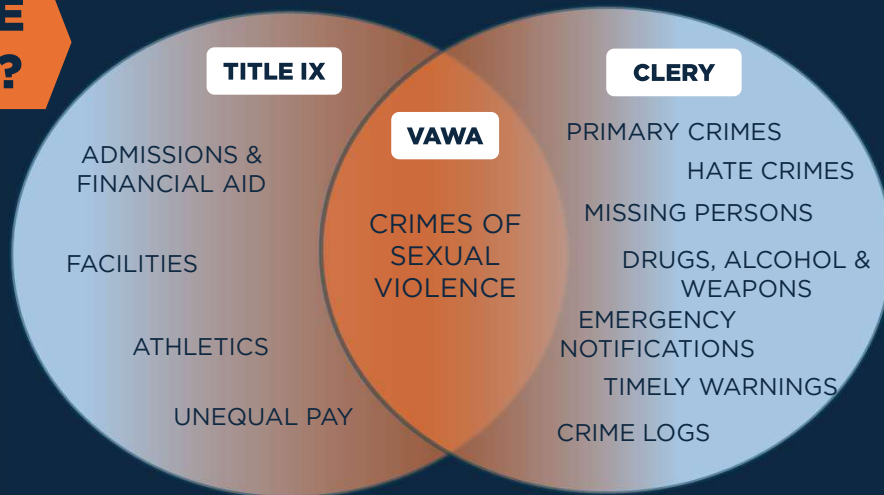 E
?
TITLE IX
ADMISSIONS &
FINANCIAL AID
FACILITIES
ATHLETICS
UNEQUAL PAY
VAWA
CRIMES OF
SEXUAL
VIOLENCE
CLERY
PRIMARY CRIMES
HATE CRIMES
MISSING PERSONS
DRUGS, ALCOHOL &
WEAPONS
EMERGENCY
NOTIFICATIONS
TIMELY WARNINGS
CRIME LOGS